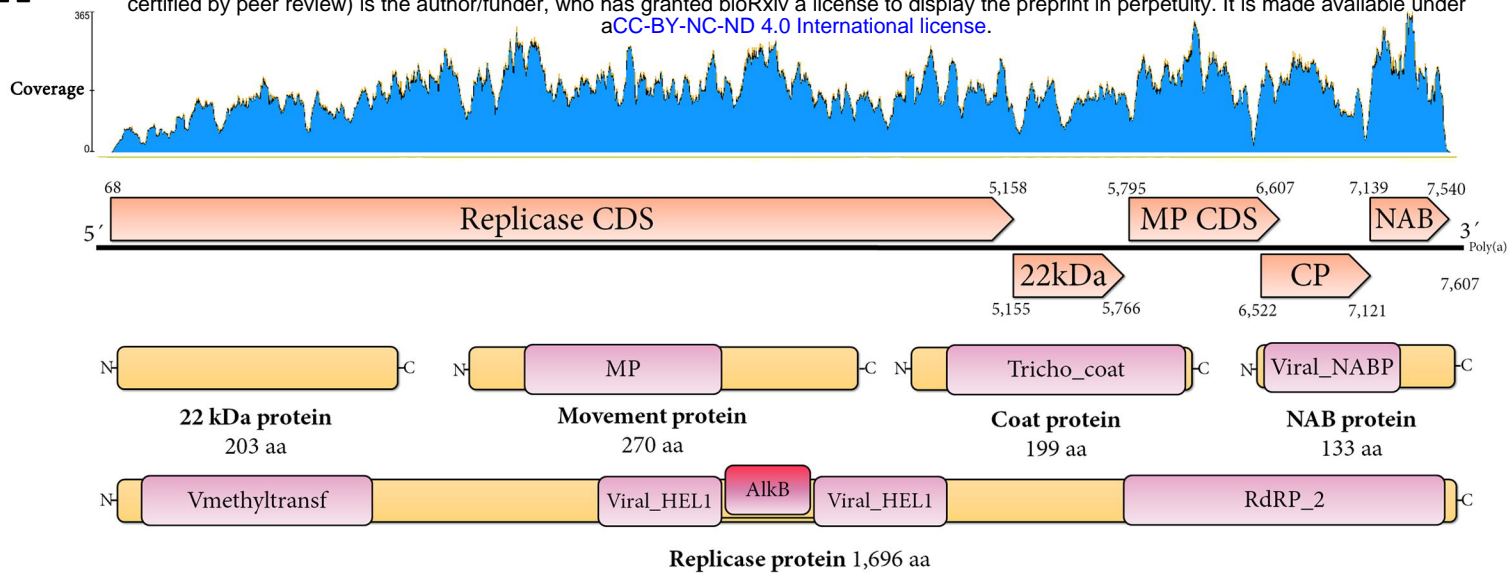 certified by peer review) is the author/funder, who has granted bioRxiv a license to display the preprint in perpetuity. It is made available under
aCC-BY-NC-ND 4.0 International license.
365
Coverage
0
68 5,158 5,795 6,607 7,139 7,540
Replicase CDS MP CDS NAB
5´ 3´
Poly(a)
22kDa CP
7,607
5,155 5,766 6,522 7,121
N MP C
N C
N Tricho_coat C
N Viral_NABP C
22 kDa protein Movement protein Coat protein NAB protein
203 aa 270 aa 199 aa 133 aa
N Vmethyltransf Viral_HEL1 AlkB Viral_HEL1 RdRP_2 C
Replicase protein 1,696 aa